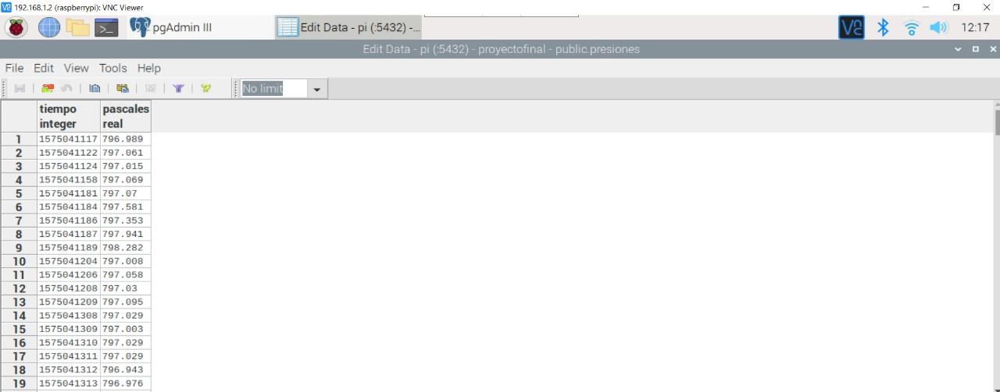 192.168.1.2 (raspberrypi): VNC Viewer
pgAdmin III
Edit Data - pi (:5432) -...
12:17
Edit Data - pi (:5432) - proyectofinal - public.presiones
File Edit View Tools Help
No limit
tiempo pascales
integer real
1 1575041117 796.989
2 1575041122 797.061
3 1575041124 797.015
4 1575041158 797.069
5 1575041181 797.07
6 1575041184 797.581
7 1575041186 797.353
8 1575041187 797.941
9 1575041189 798.282
10 1575041204 797.008
11 1575041206 797.058
12 1575041208 797.03
13 1575041209 797.095
14 1575041308 797.029
15 1575041309 797.003
16 1575041310 797.029
17 1575041311 797.029
18 1575041312 796.943
19 1575041313 796.976